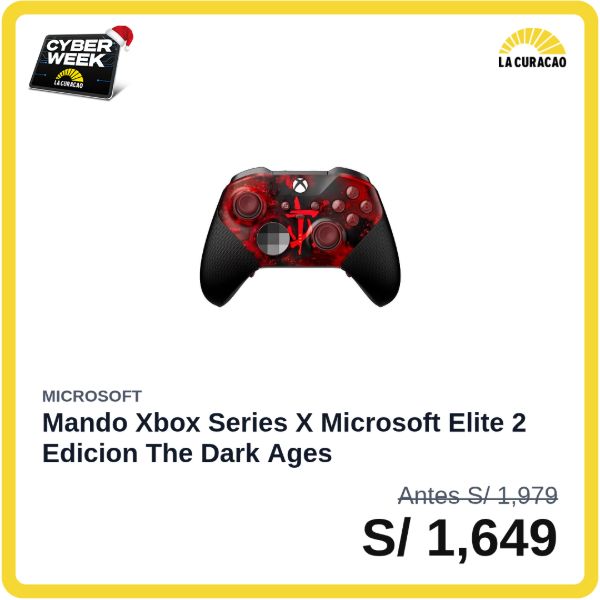 CYBER
WEEK
LA CURACAO
LA CURACAO
MICROSOFT
Mando Xbox Series X Microsoft Elite 2
Edicion The Dark Ages
Antes S/ 1,979
S/ 1,649